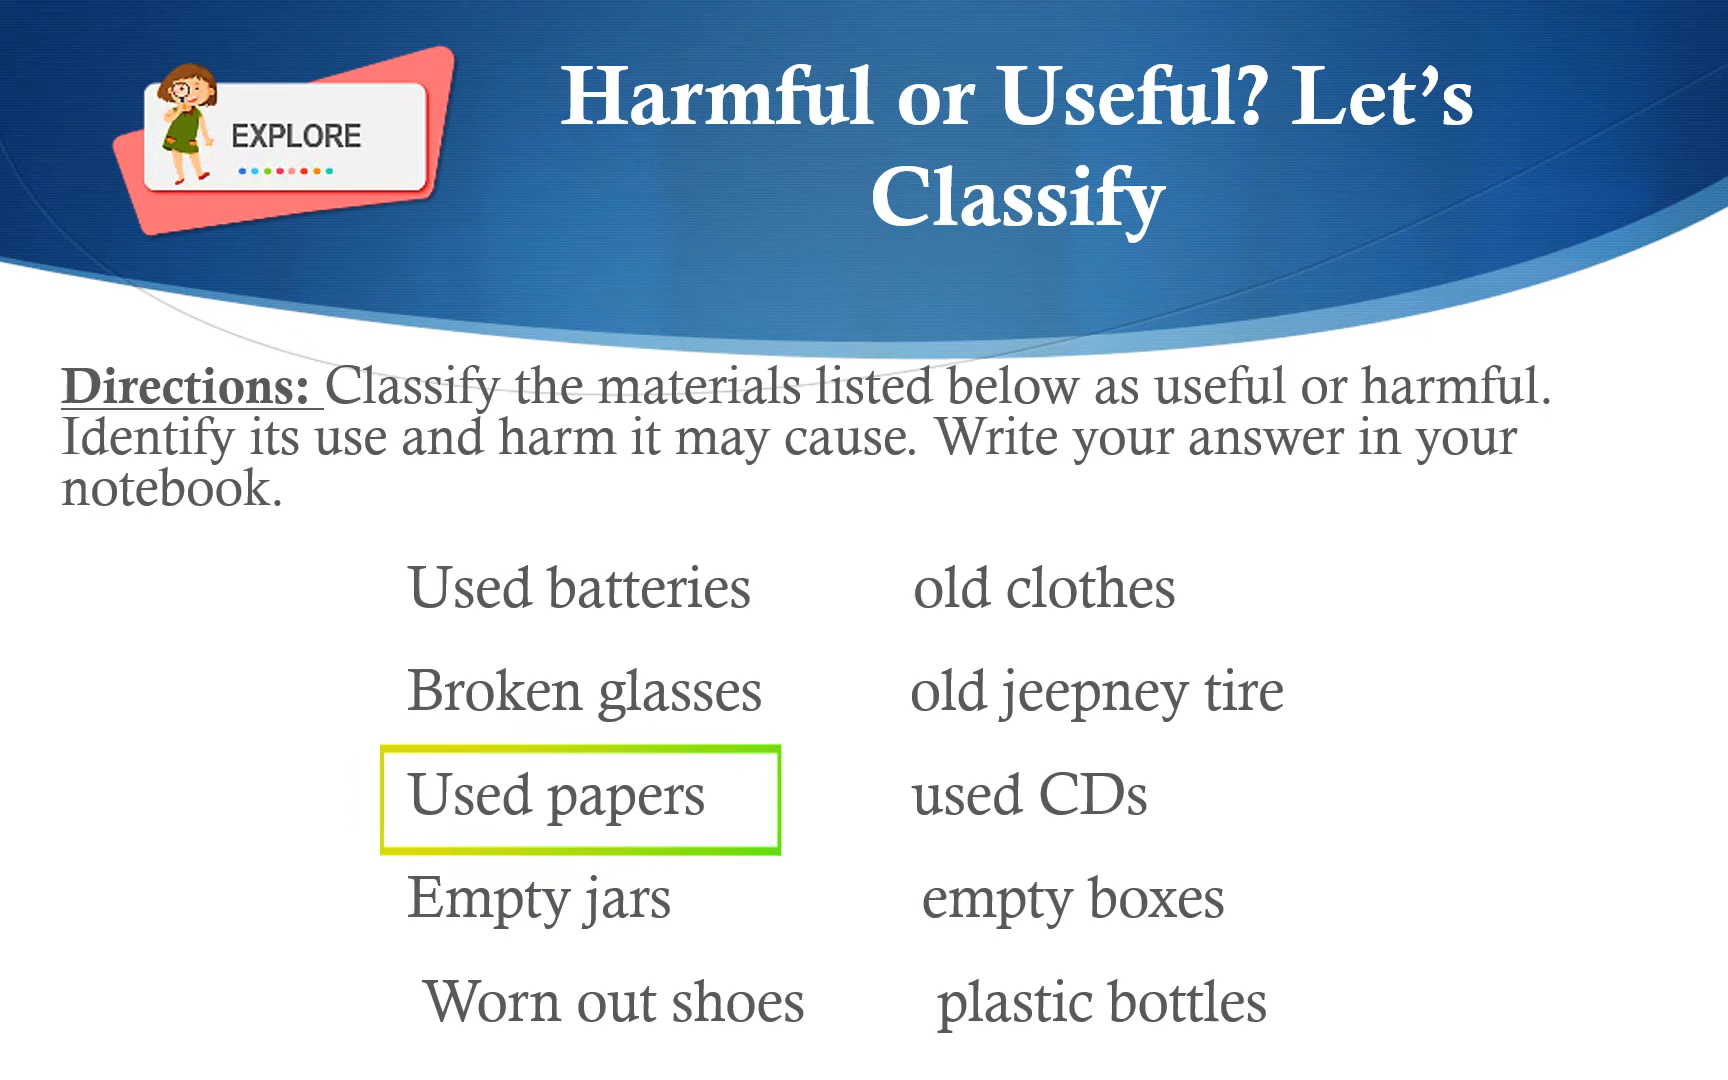 EXPLORE
Harmful or Useful? Let’s
Classify
Directions: Classify the materials listed below as useful or harmful.
Identify its use and harm it may cause. Write your answer in your
notebook.
Used batteries old clothes
Broken glasses old jeepney tire
Used papers used CDs
Empty jars empty boxes
Worn out shoes plastic bottles